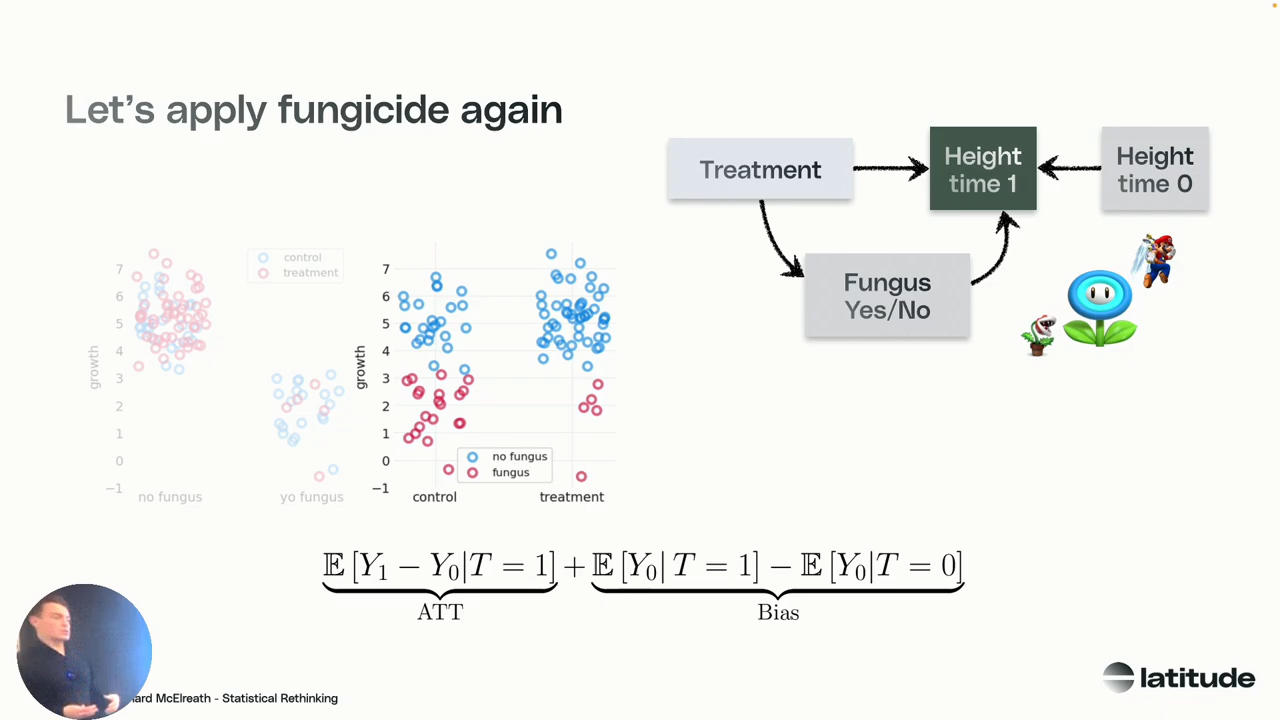 Let's apply fungicide again
Treatment
Height
time 1
Height
time 0
Fungus
Yes/No
control
treatment
7
6
5
4
3
2
1
0
−1
growth
no fungus
yo fungus
7
6
5
4
3
2
1
0
−1
growth
no fungus
fungus
control
treatment
𝔼 [Y₁ − Y₀|T = 1] + 𝔼 [Y₀| T = 1] − 𝔼 [Y₀|T = 0]
ATT
Bias
McElreath - Statistical Rethinking
latitude